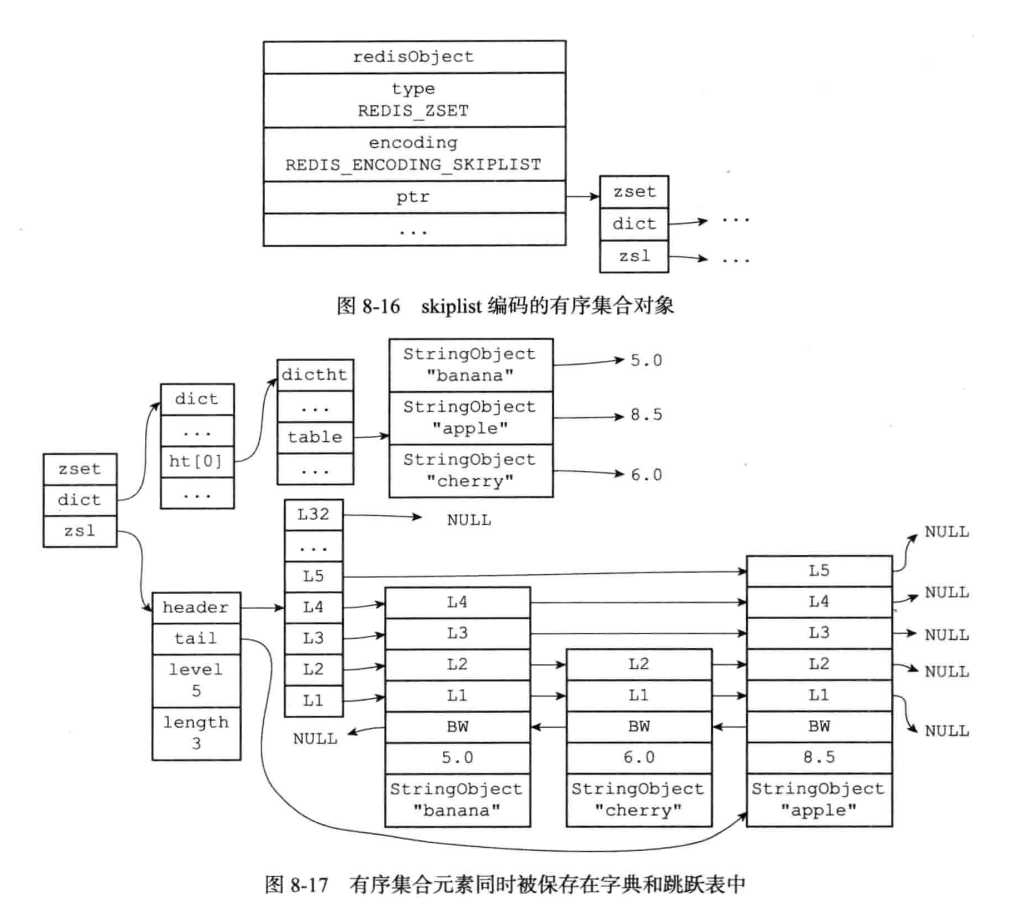 redisObject
type
REDIS_ZSET
encoding
REDIS_ENCODING_SKIPLIST
ptr
...
zset
dict
...
zsl
...
图 8-16 skiplist 编码的有序集合对象
zset
dict
zsl
dict
...
ht[0]
...
dictht
...
table
...
StringObject
"banana"
5.0
StringObject
"apple"
8.5
StringObject
"cherry"
6.0
header
tail
level
5
length
3
L32
NULL
...
L5
L4
L3
L2
L1
NULL
L4
L3
L2
L1
BW
5.0
StringObject
"banana"
L2
L1
BW
6.0
StringObject
"cherry"
L5
L4
L3
L2
L1
BW
8.5
StringObject
"apple"
NULL
NULL
NULL
NULL
NULL
图 8-17 有序集合元素同时被保存在字典和跳跃表中